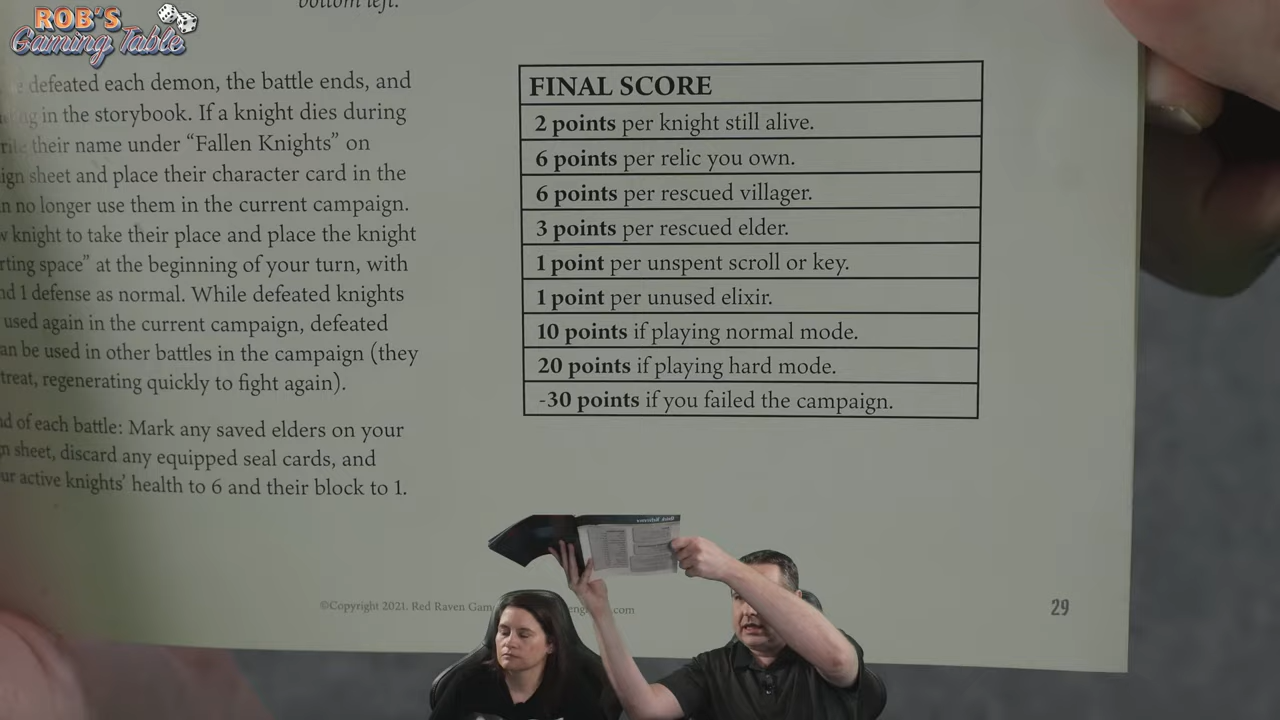 ROB'S
Gaming Table
bottom left.
defeated each demon, the battle ends, and
in the storybook. If a knight dies during
their name under “Fallen Knights” on
sheet and place their character card in the
no longer use them in the current campaign.
knight to take their place and place the knight
space” at the beginning of your turn, with
1 defense as normal. While defeated knights
used again in the current campaign, defeated
can be used in other battles in the campaign (they
treat, regenerating quickly to fight again).
of each battle: Mark any saved elders on your
sheet, discard any equipped seal cards, and
active knights’ health to 6 and their block to 1.
FINAL SCORE
2 points per knight still alive.
6 points per relic you own.
6 points per rescued villager.
3 points per rescued elder.
1 point per unspent scroll or key.
1 point per unused elixir.
10 points if playing normal mode.
20 points if playing hard mode.
-30 points if you failed the campaign.
©Copyright 2021. Red Raven Gam
.com
29